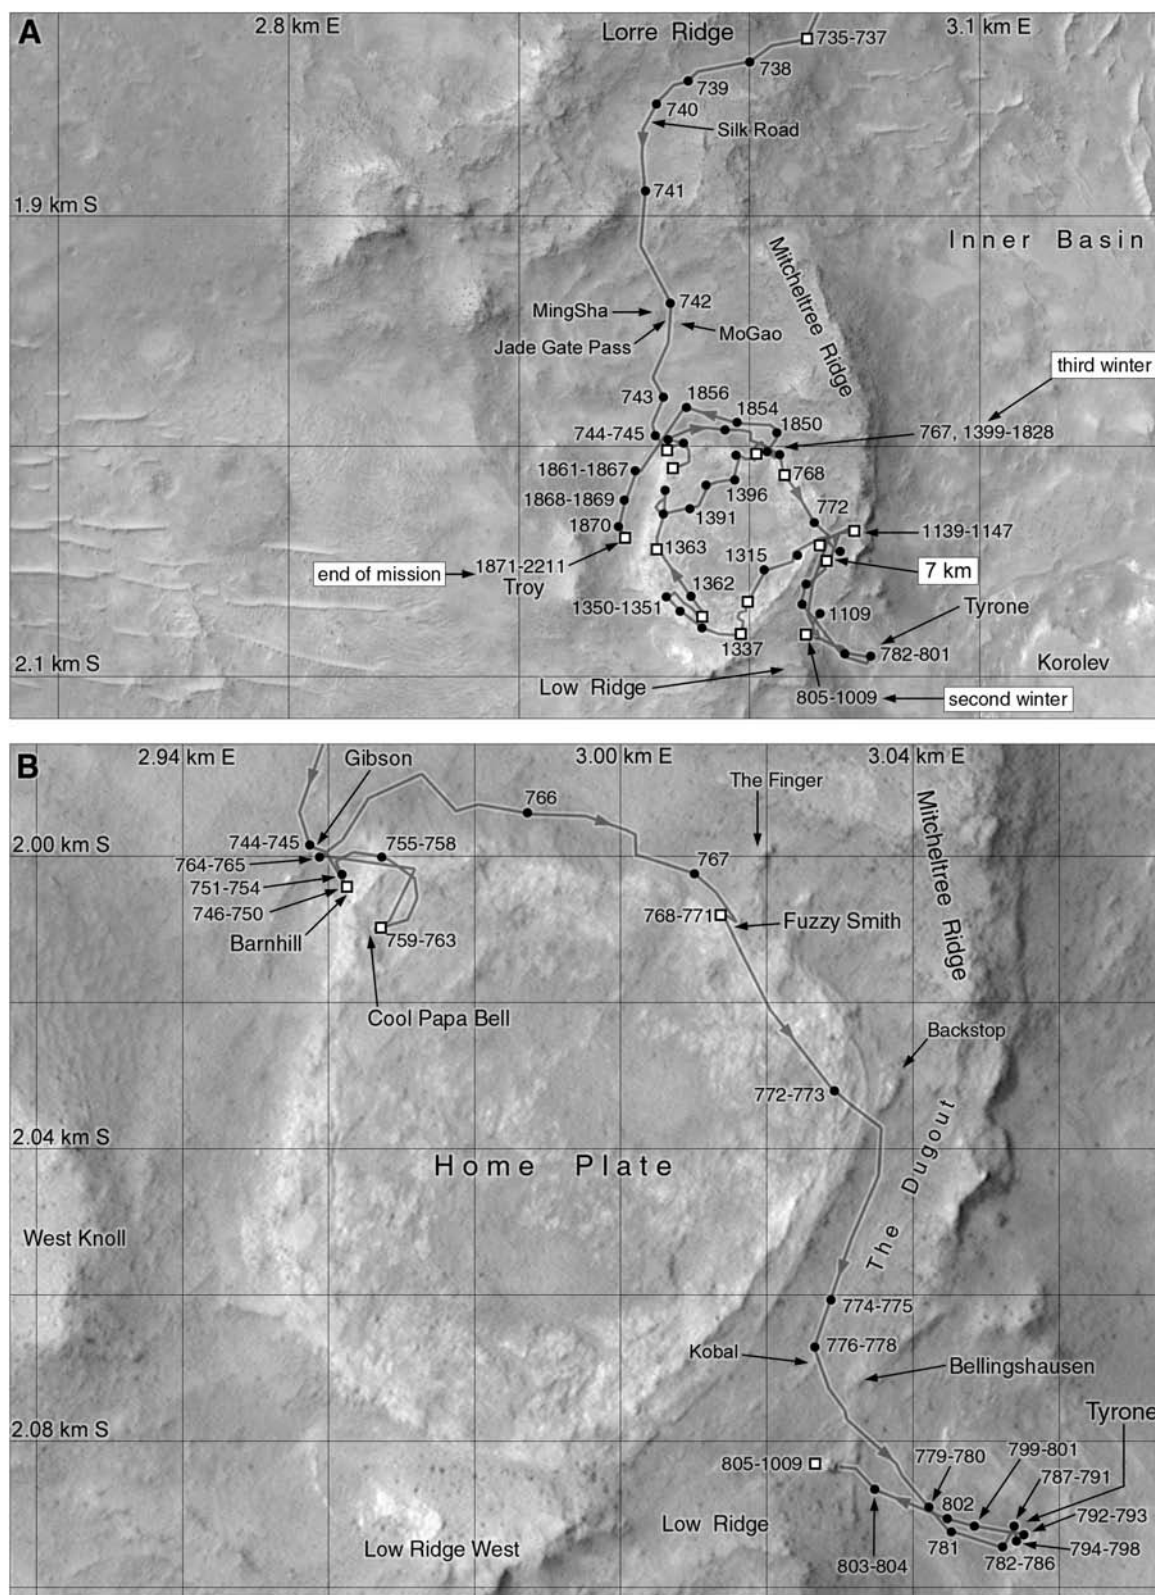 A
2.8 km E
Lorre Ridge
3.1 km E
735-737
738
739
740
Silk Road
741
1.9 km S
Inner Basin
Mitcheltree Ridge
742
MingSha
MoGao
Jade Gate Pass
third winter
743
1856
1854
1850
744-745
767, 1399-1828
1861-1867
768
1868-1869
1396
772
1391
1870
1139-1147
1363
1315
7 km
end of mission
1871-2211
Troy
1362
1350-1351
1109
Tyrone
1337
782-801
2.1 km S
Korolev
Low Ridge
805-1009
second winter
B
2.94 km E
Gibson
3.00 km E
3.04 km E
The Finger
Mitcheltree Ridge
766
744-745
755-758
2.00 km S
764-765
767
751-754
746-750
768-771
Fuzzy Smith
Barnhill
759-763
Cool Papa Bell
Backstop
772-773
The Dugout
2.04 km S
Home Plate
West Knoll
774-775
776-778
Kobal
Bellingshausen
Tyrone
2.08 km S
779-780
799-801
805-1009
787-791
802
792-793
Low Ridge
781
794-798
Low Ridge West
803-804
782-786